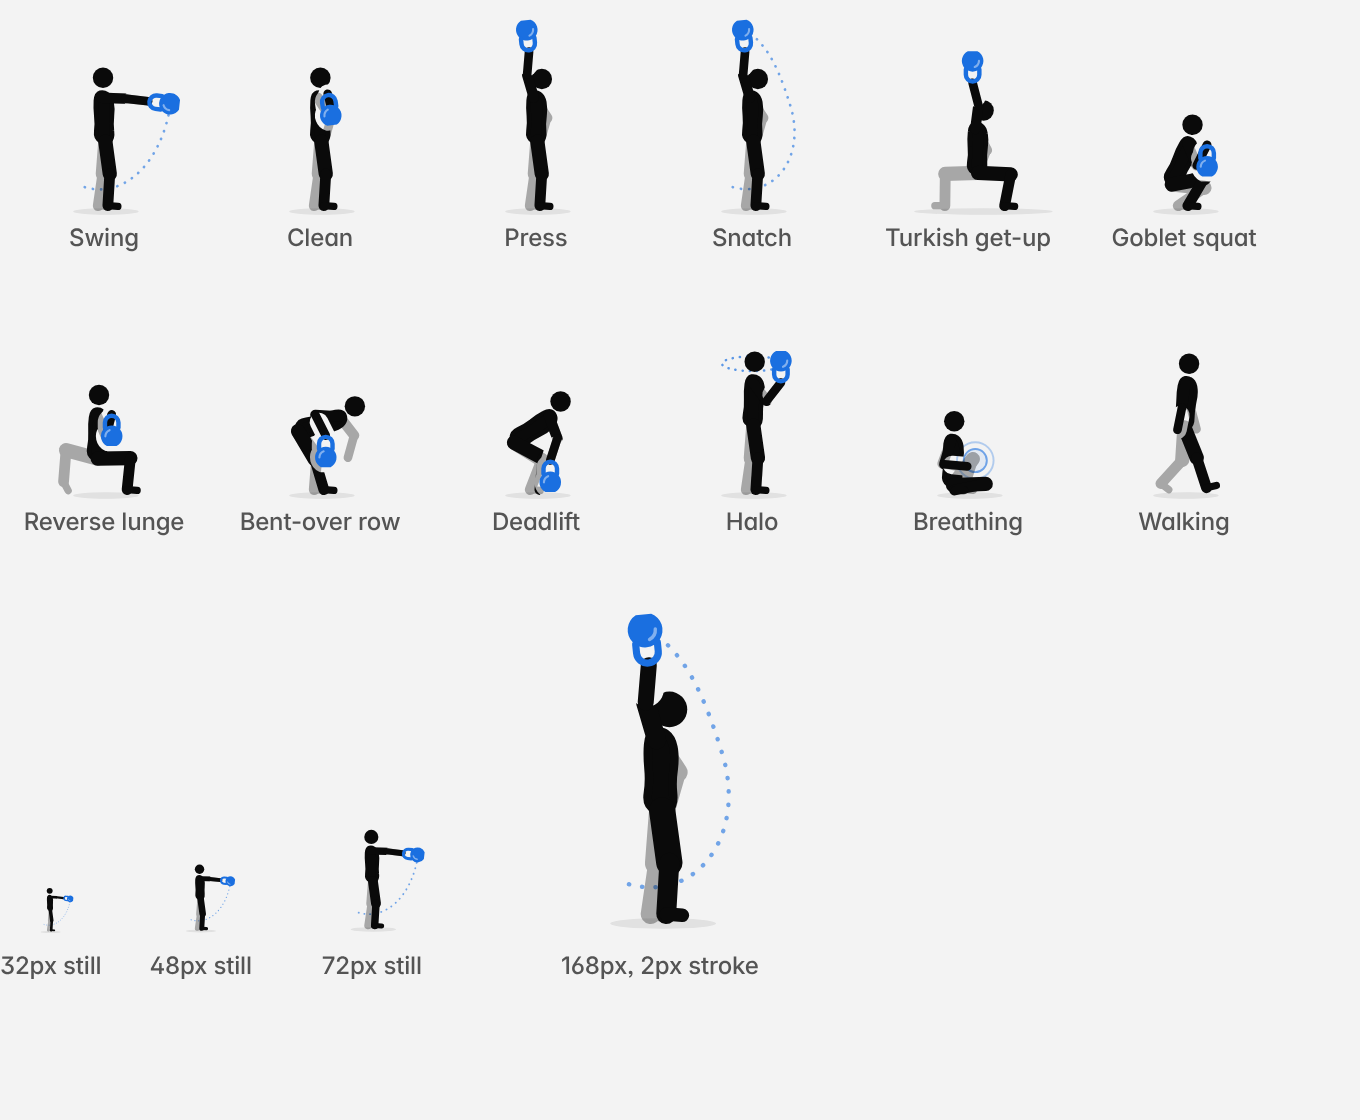 Swing
Clean
Press
Snatch
Turkish get-up
Goblet squat
Reverse lunge
Bent-over row
Deadlift
Halo
Breathing
Walking
32px still
48px still
72px still
168px, 2px stroke